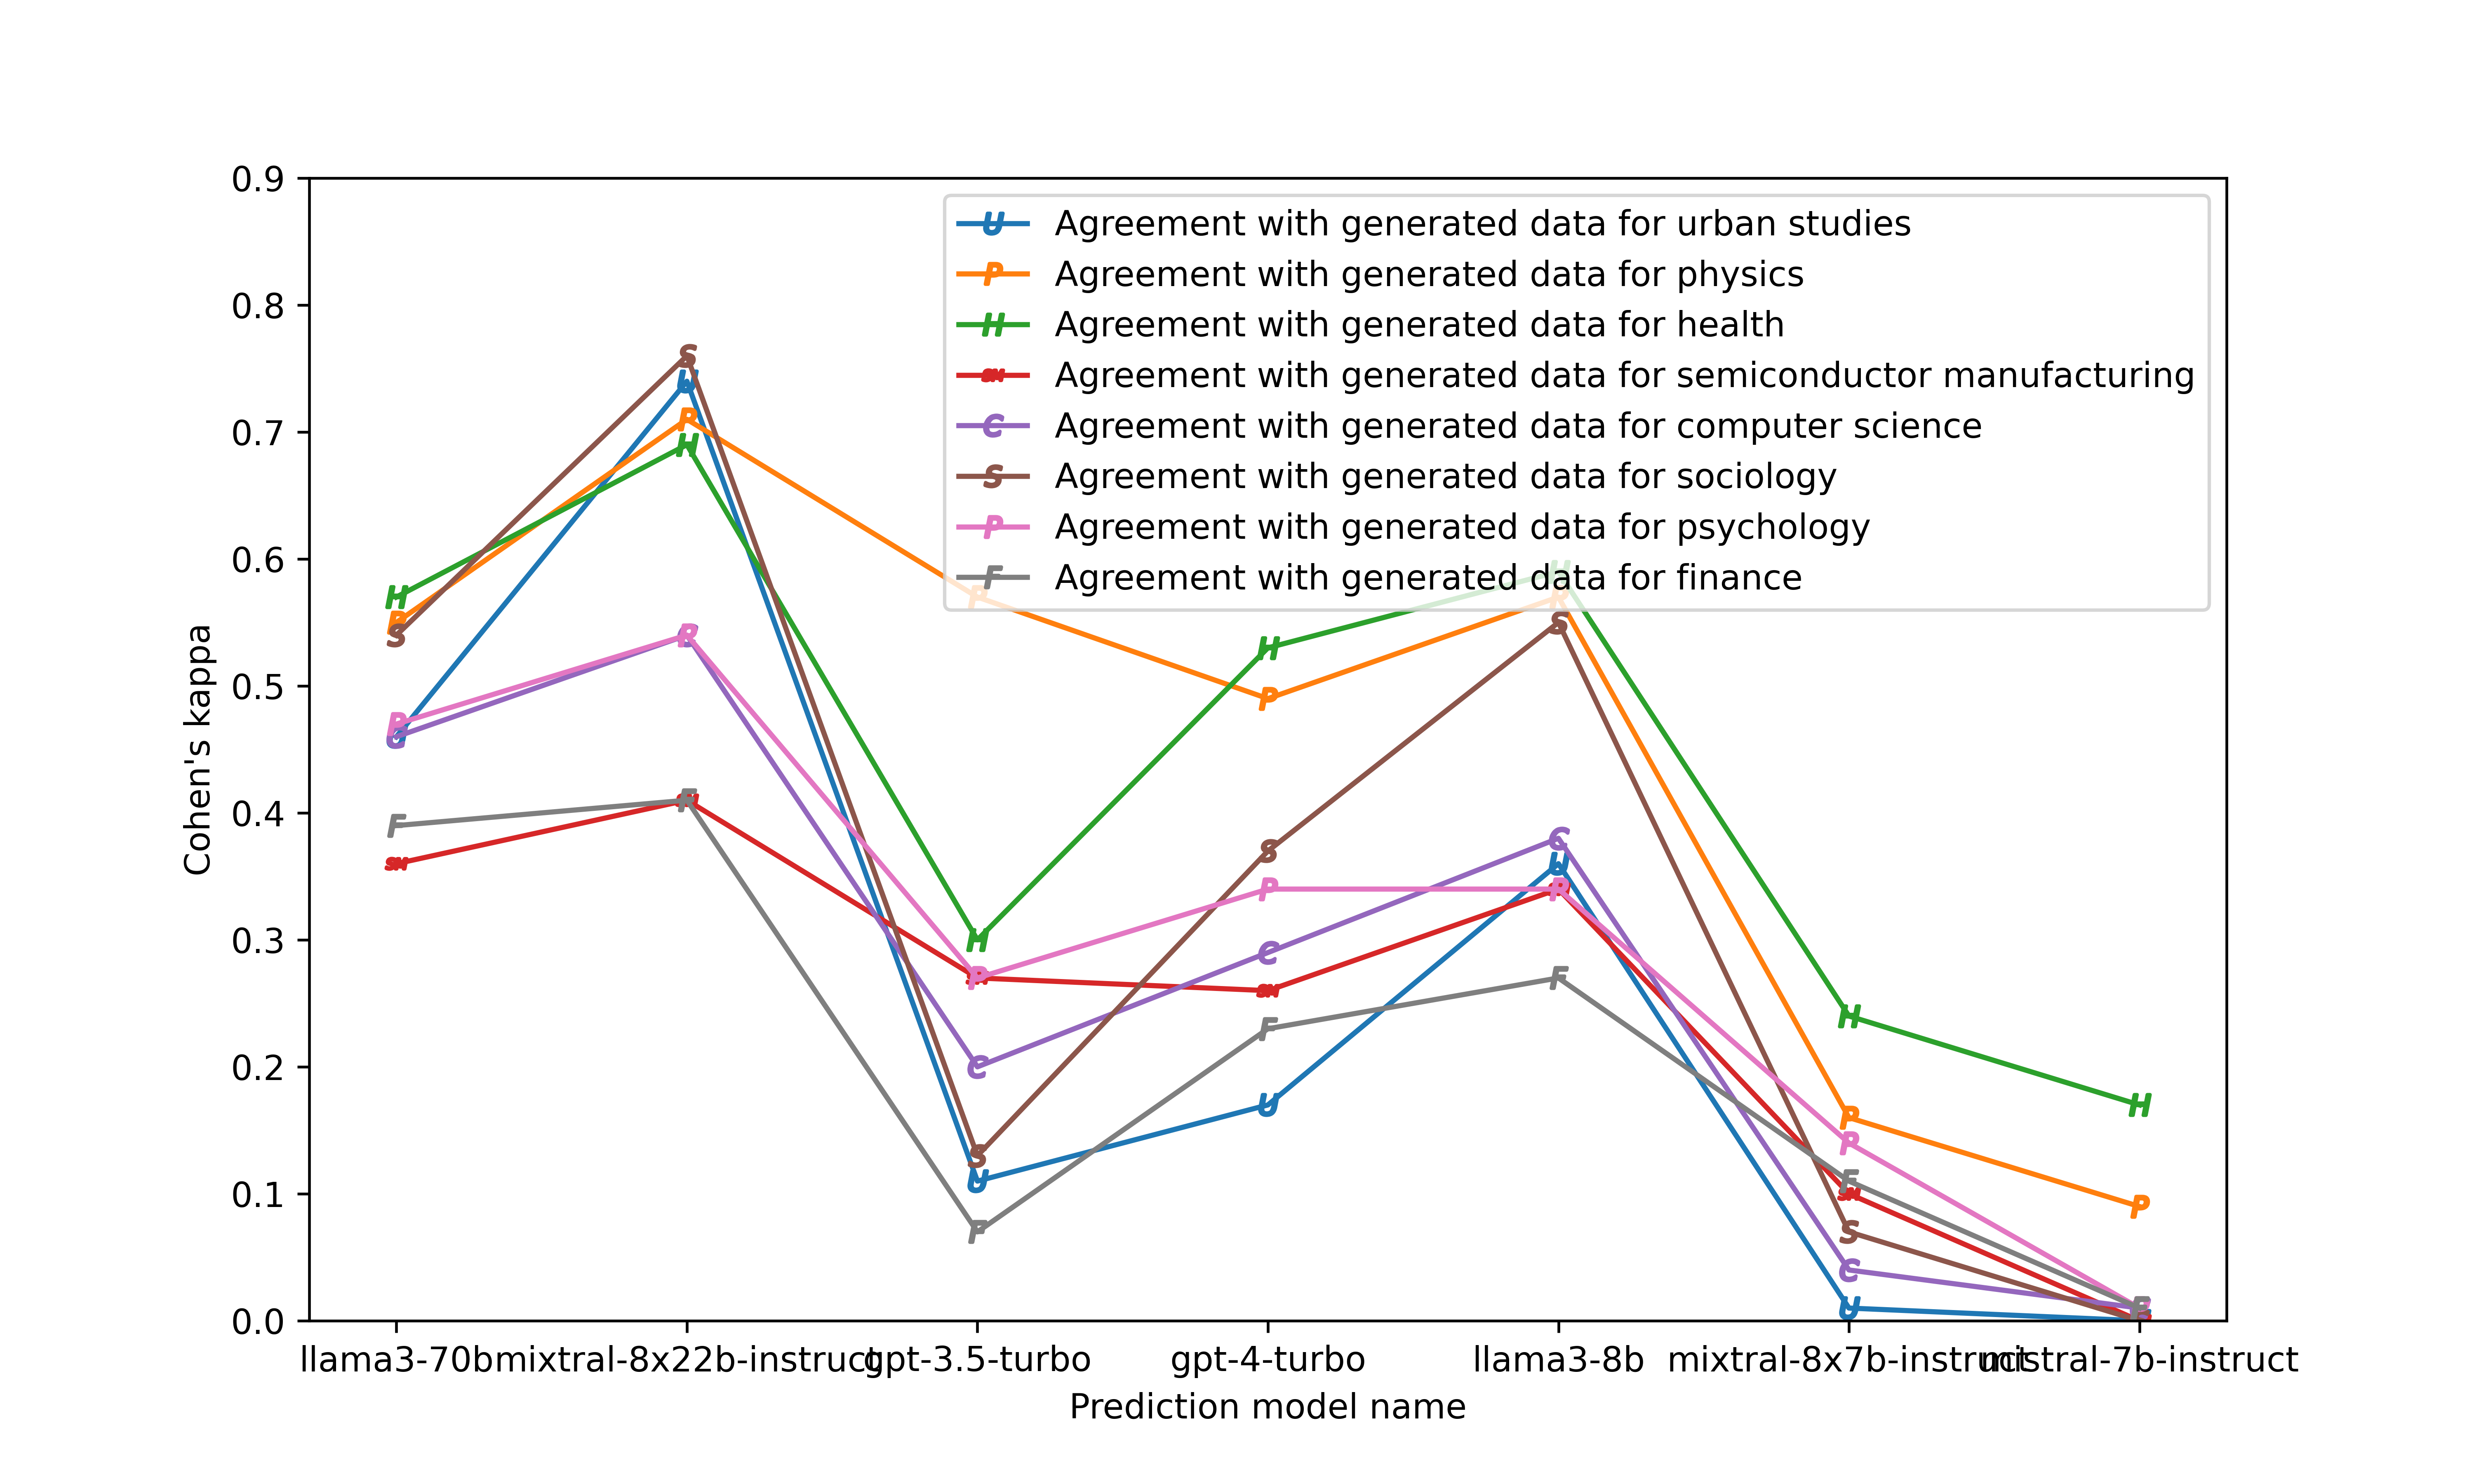 0.9
0.8
0.7
0.6
0.5
0.4
0.3
0.2
0.1
0.0
Cohen's kappa
Agreement with generated data for urban studies
Agreement with generated data for physics
Agreement with generated data for health
Agreement with generated data for semiconductor manufacturing
Agreement with generated data for computer science
Agreement with generated data for sociology
Agreement with generated data for psychology
Agreement with generated data for finance
llama3-70b mixtral-8x22b-instruct gpt-3.5-turbo gpt-4-turbo llama3-8b mixtral-8x7b-instruct mistral-7b-instruct
Prediction model name